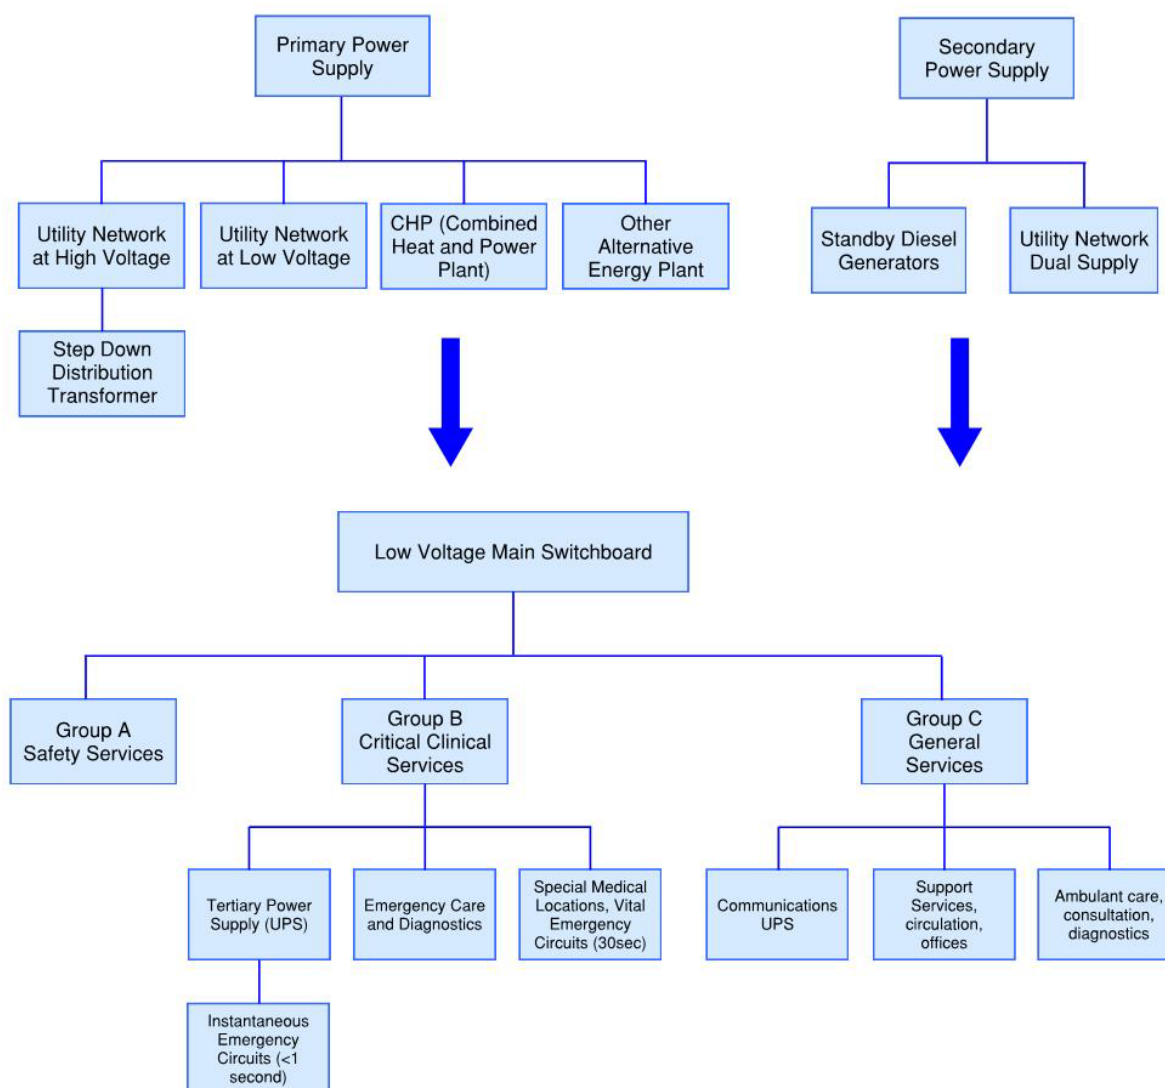 Primary Power
Supply
Secondary
Power Supply
Utility Network
at High Voltage
Utility Network
at Low Voltage
CHP (Combined
Heat and Power
Plant)
Other
Alternative
Energy Plant
Standby Diesel
Generators
Utility Network
Dual Supply
Step Down
Distribution
Transformer
Low Voltage Main Switchboard
Group A
Safety Services
Group B
Critical Clinical
Services
Group C
General
Services
Tertiary Power
Supply (UPS)
Emergency Care
and Diagnostics
Special Medical
Locations, Vital
Emergency
Circuits (30sec)
Communications
UPS
Support
Services,
circulation,
offices
Ambulant care,
consultation,
diagnostics
Instantaneous
Emergency
Circuits (<1
second)